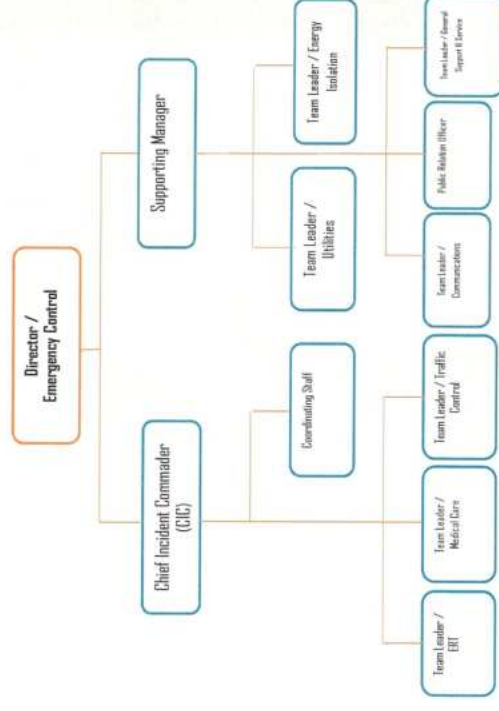 Director /
Emergency Control
Chief Incident Commader
(CIC)
Supporting Manager
Coordinating Staff
Team Leader /
Utilities
Team Leader / Energy
Isolation
Team Leader /
ERT
Team Leader /
Medical Care
Team Leader / Traffic
Control
Team Leader /
Communications
Public Relation Officer
Team Leader / General
Support & Service